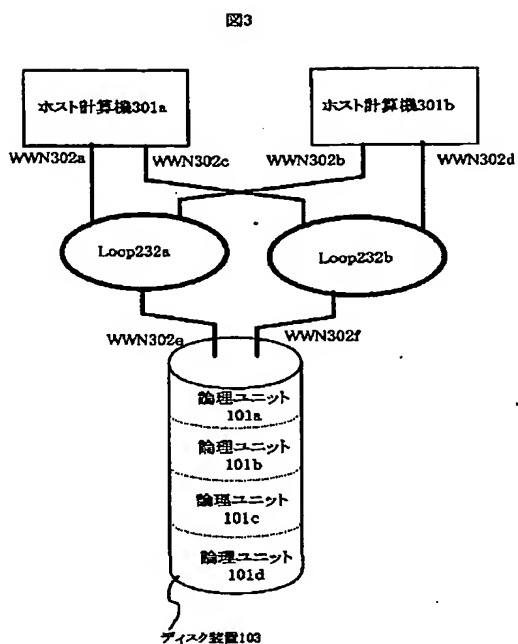 図3
ホスト計算機301a
ホスト計算機301b
WWN302a
WWN302c
WWN302b
WWN302d
Loop232a
Loop232b
WWN302e
WWN302f
論理ユニット
101a
論理ユニット
101b
論理ユニット
101c
論理ユニット
101d
ディスク装置103